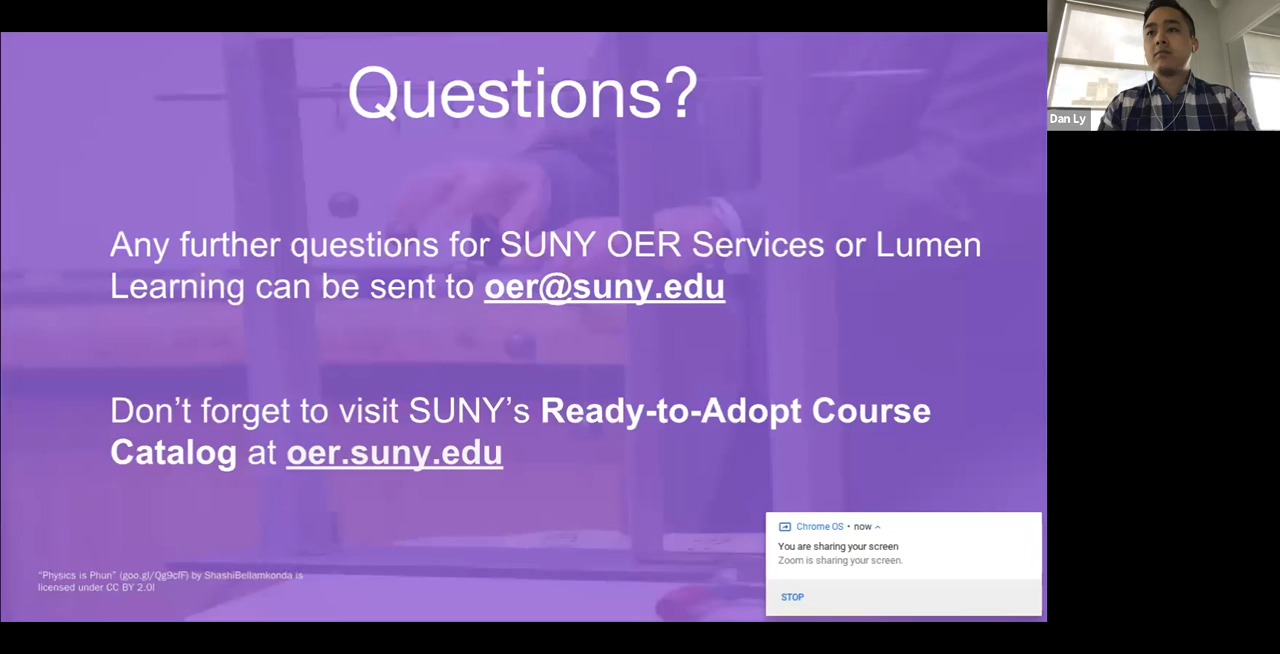 Questions?
Any further questions for SUNY OER Services or Lumen
Learning can be sent to oer@suny.edu
Don’t forget to visit SUNY’s Ready-to-Adopt Course
Catalog at oer.suny.edu
“Physics is Phun” (goo.gl/Qg9cfF) by ShashiBellamkonda is
licensed under CC BY 2.0l
Chrome OS • now
You are sharing your screen
Zoom is sharing your screen.
STOP
Dan Ly